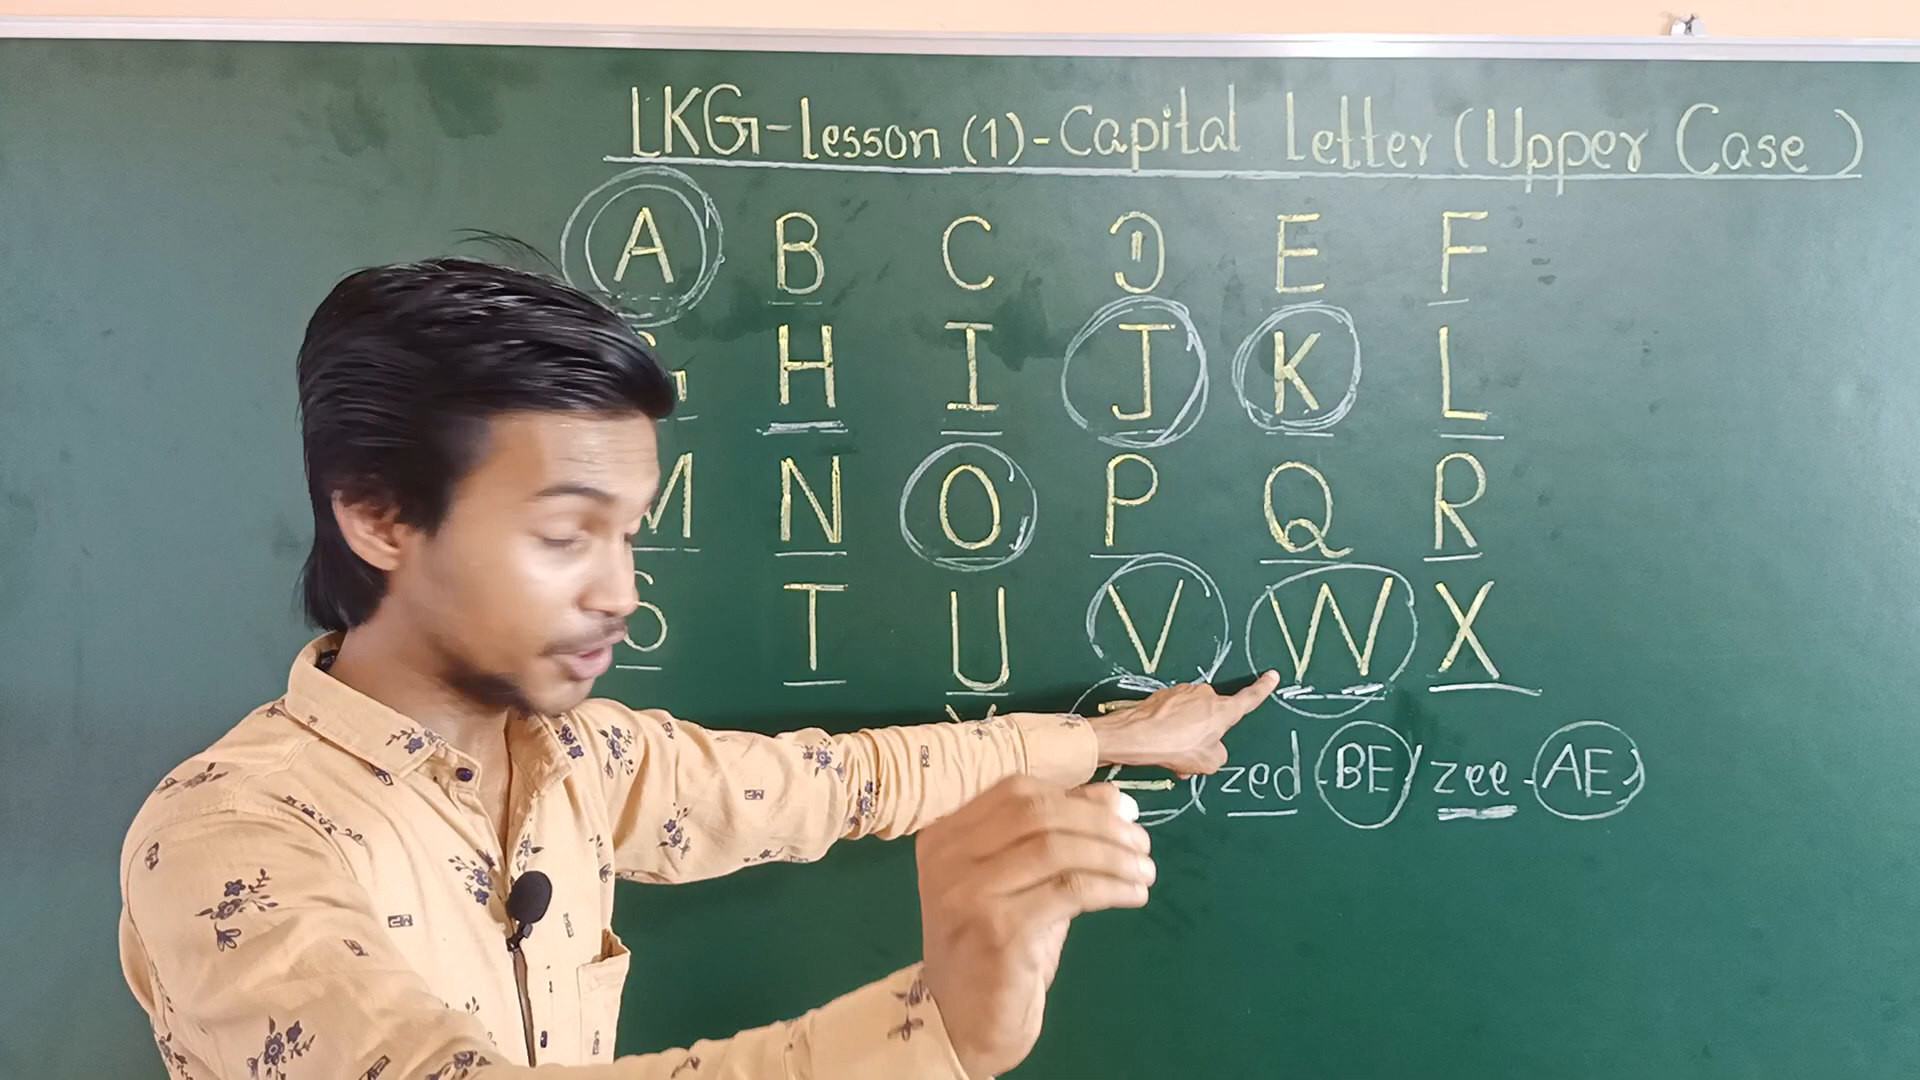 LKG-Lesson (1)-Capital Letter (Upper Case)
A B C D E F
G H I J K L
M N O P Q R
S T U V W X
(zed-BE/zee-AE)